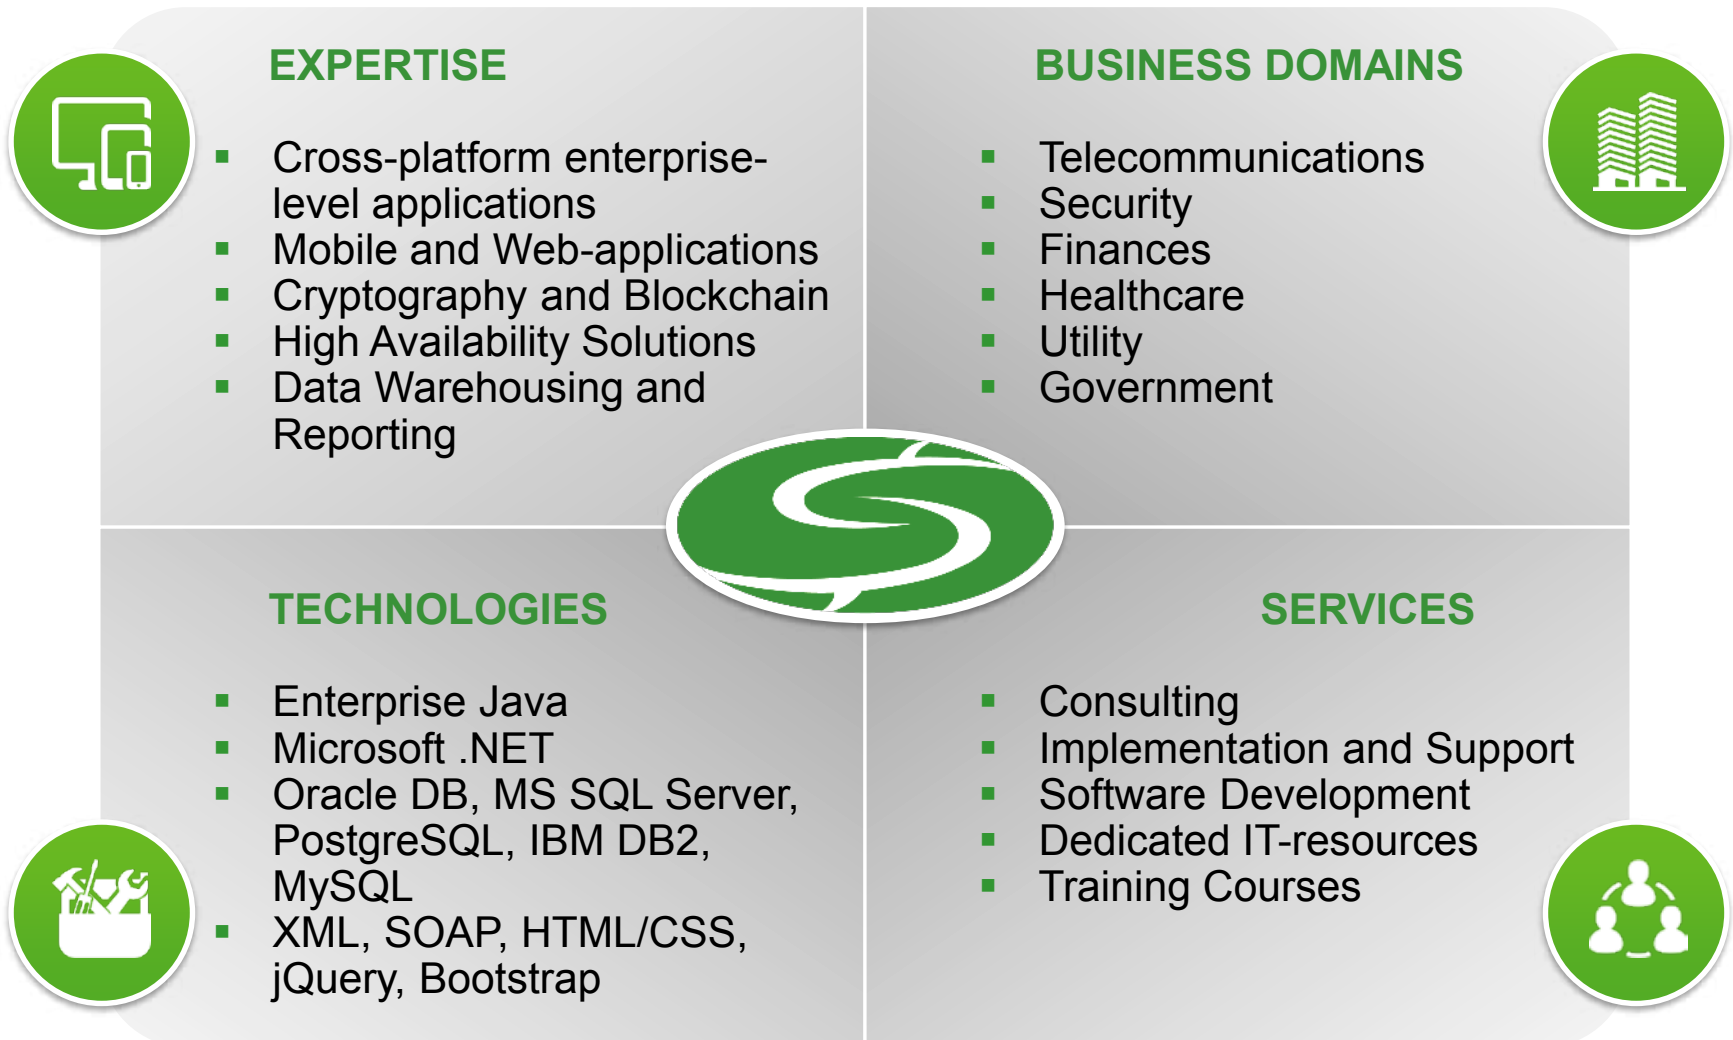 EXPERTISE
Cross-platform enterprise-
level applications
Mobile and Web-applications
Cryptography and Blockchain
High Availability Solutions
Data Warehousing and
Reporting
BUSINESS DOMAINS
Telecommunications
Security
Finances
Healthcare
Utility
Government
TECHNOLOGIES
Enterprise Java
Microsoft .NET
Oracle DB, MS SQL Server,
PostgreSQL, IBM DB2,
MySQL
XML, SOAP, HTML/CSS,
jQuery, Bootstrap
SERVICES
Consulting
Implementation and Support
Software Development
Dedicated IT-resources
Training Courses